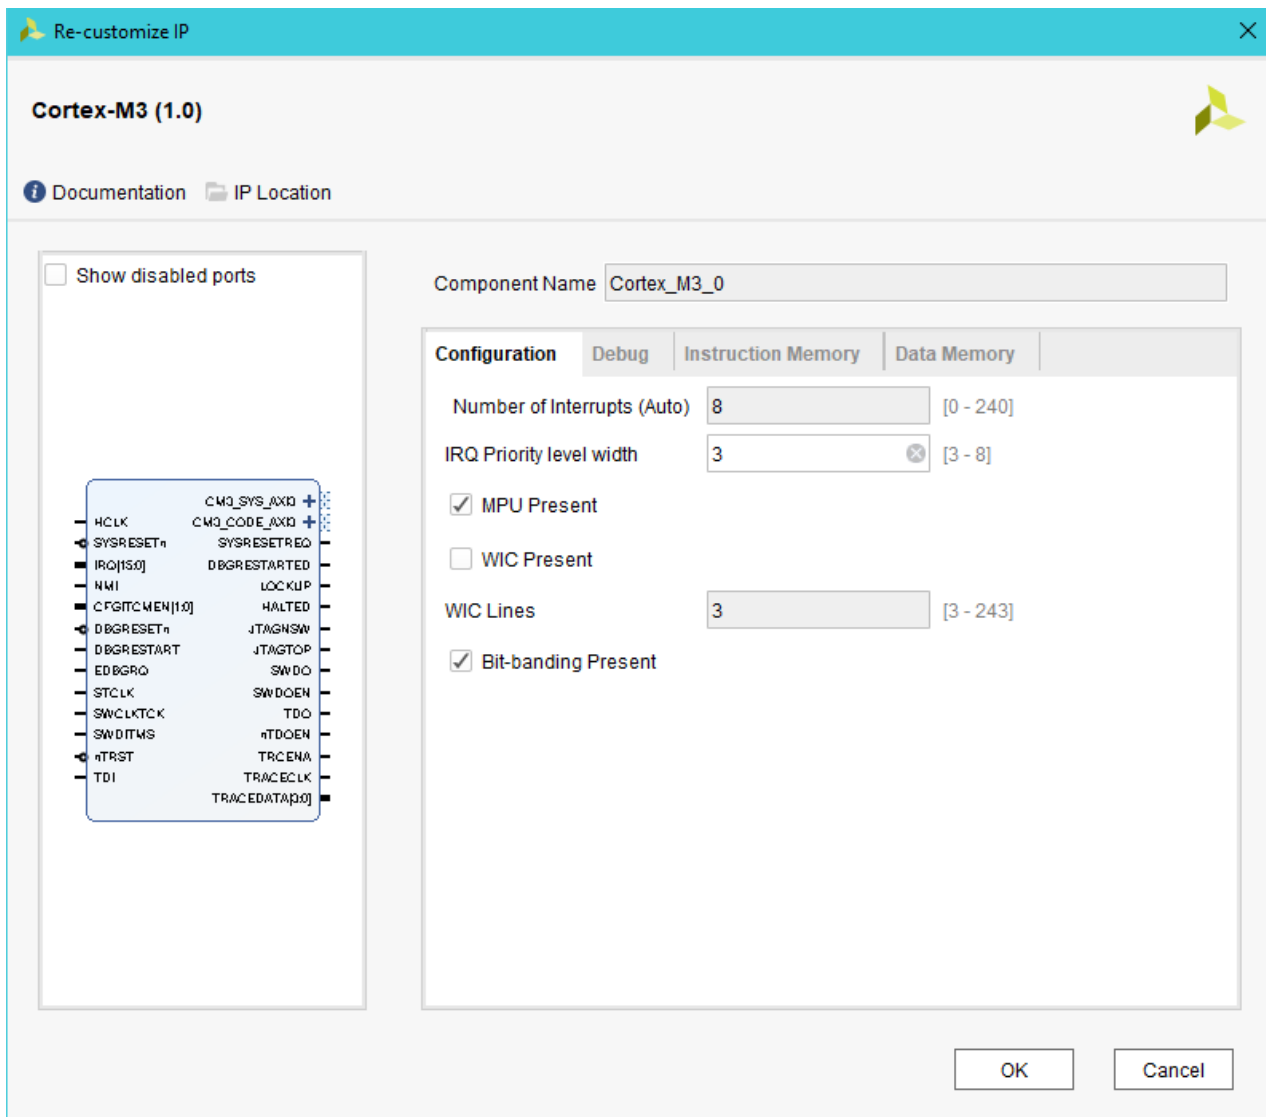 Re-customize IP
Cortex-M3 (1.0)
Documentation IP Location
Show disabled ports
CM3_SYS_AXI3
HCLK CM3_CODE_AXI3
SYSRESETn SYSRESETREQ
IRQ[15:0] DBGRESTARTED
NMI LOCKUP
CFGITCMEN[1:0] HALTED
DBGRESETn JTAGNSW
DBGRESTART JTAGTOP
EDBGRQ SWDO
STCLK SWDOEN
SWCLKTCK TDO
SWDITMS nTDOEN
nTRST TRCENA
TDI TRACECLK
TRACEDATA[3:0]
Component Name Cortex_M3_0
Configuration Debug Instruction Memory Data Memory
Number of Interrupts (Auto) 8 [0 - 240]
IRQ Priority level width 3 [3 - 8]
MPU Present
WIC Present
WIC Lines 3 [3 - 243]
Bit-banding Present
OK Cancel